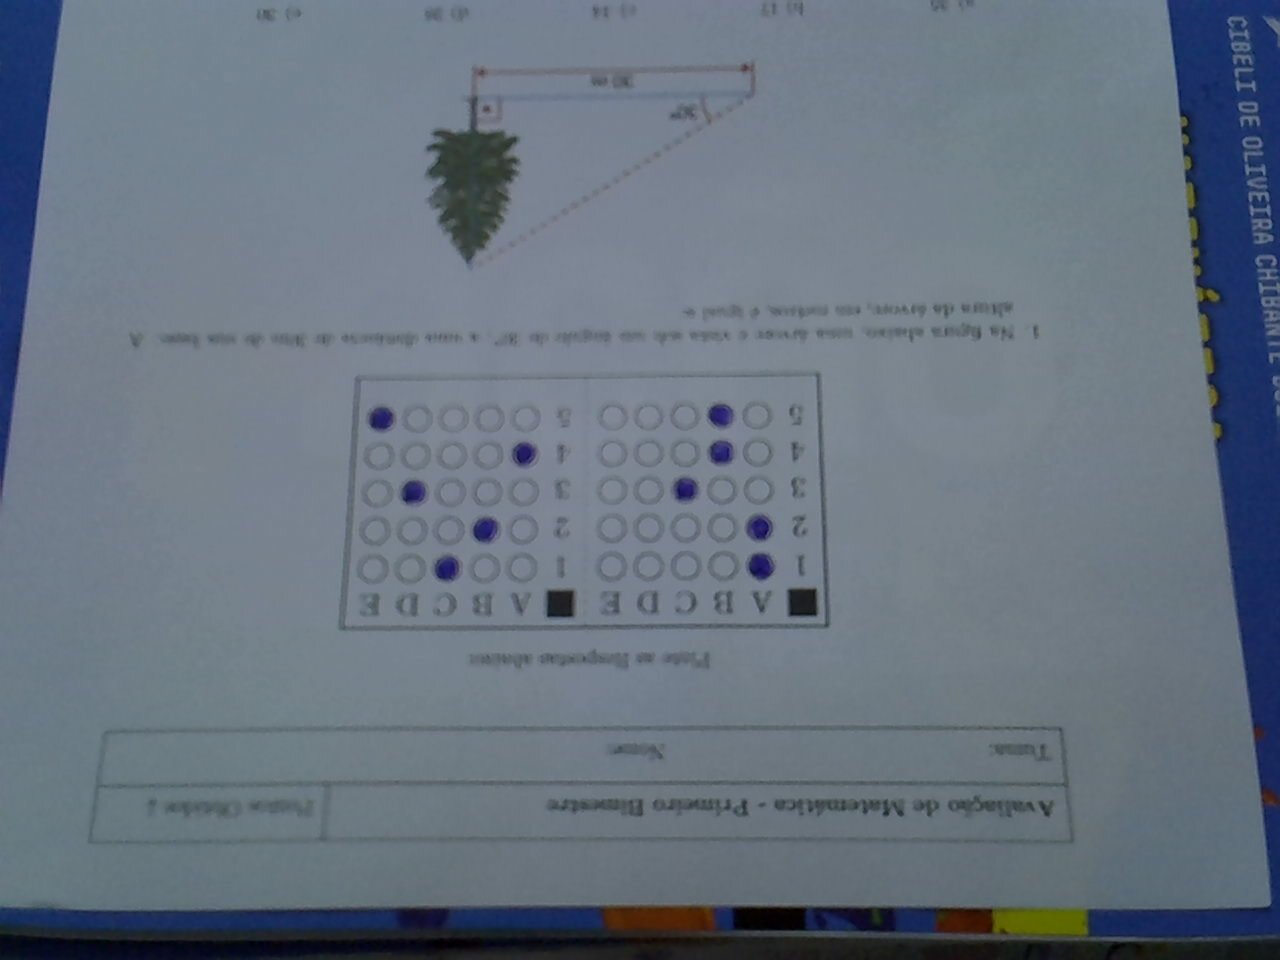 Avaliação de Matemática - Primeiro Bimestre
Pontos Obtidos ↓
Turma:
Nome:
Pinte as Respostas abaixo:
■ A B C D E ■ A B C D E
1 1
2 2
3 3
4 4
5 5
1. Na figura abaixo, uma árvore é vista sob um ângulo de 30°, a uma distância de 30m de sua base. A
altura da árvore, em metros, é igual a
30°
30 m
b) 17 c) 14 e) 30
CIBELI DE OLIVEIRA CHIBANTE